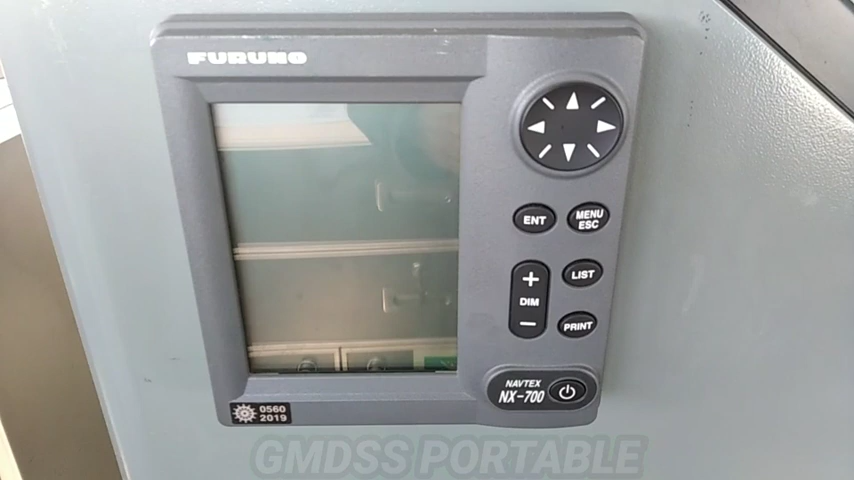 FURUNO
ENT
MENU
ESC
+
DIM
−
LIST
PRINT
NAVTEX
NX-700
0560
2019
GMDSS PORTABLE